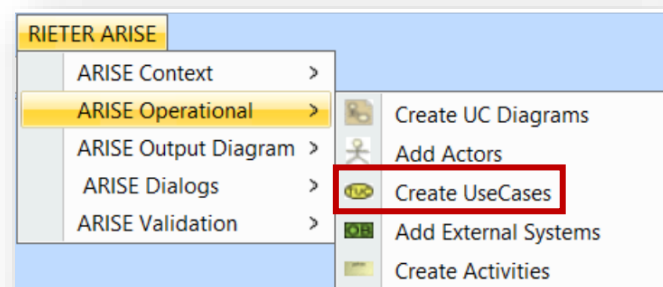 RIETER ARISE
ARISE Context >
ARISE Operational >
ARISE Output Diagram >
ARISE Dialogs >
ARISE Validation >
Create UC Diagrams
Add Actors
Create UseCases
Add External Systems
Create Activities